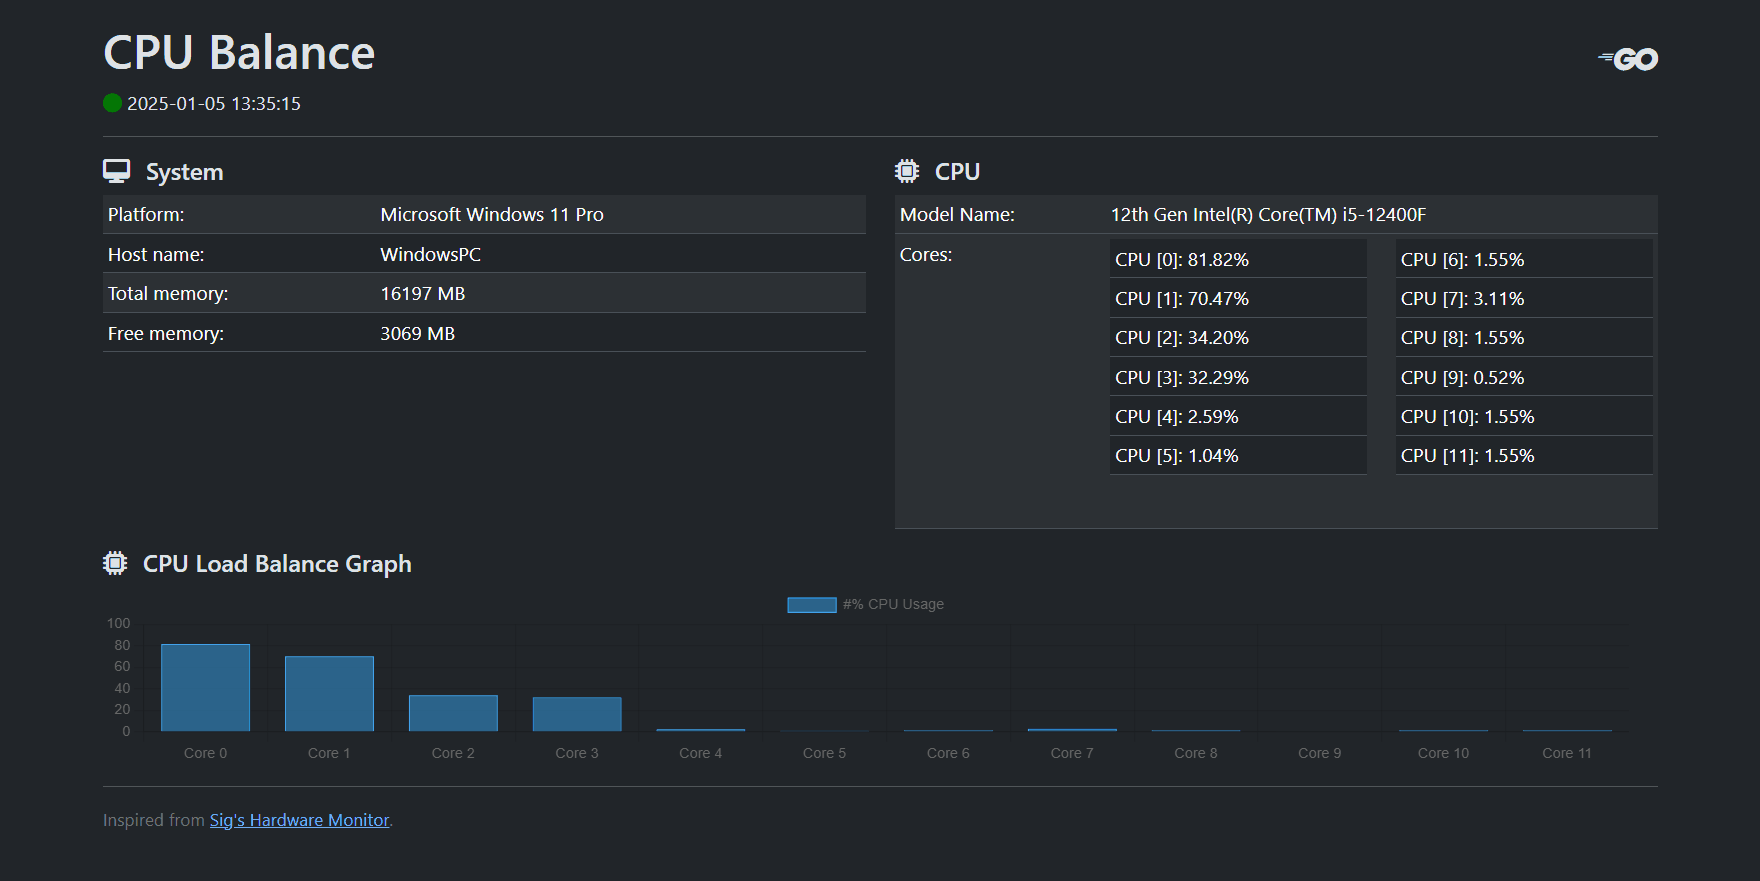 CPU Balance
GO
2025-01-05 13:35:15
System
Platform: Microsoft Windows 11 Pro
Host name: WindowsPC
Total memory: 16197 MB
Free memory: 3069 MB
CPU
Model Name: 12th Gen Intel(R) Core(TM) i5-12400F
Cores:
CPU [0]: 81.82%
CPU [1]: 70.47%
CPU [2]: 34.20%
CPU [3]: 32.29%
CPU [4]: 2.59%
CPU [5]: 1.04%
CPU [6]: 1.55%
CPU [7]: 3.11%
CPU [8]: 1.55%
CPU [9]: 0.52%
CPU [10]: 1.55%
CPU [11]: 1.55%
CPU Load Balance Graph
#% CPU Usage
100
80
60
40
20
0
Core 0 Core 1 Core 2 Core 3 Core 4 Core 5 Core 6 Core 7 Core 8 Core 9 Core 10 Core 11
Inspired from Sig's Hardware Monitor.